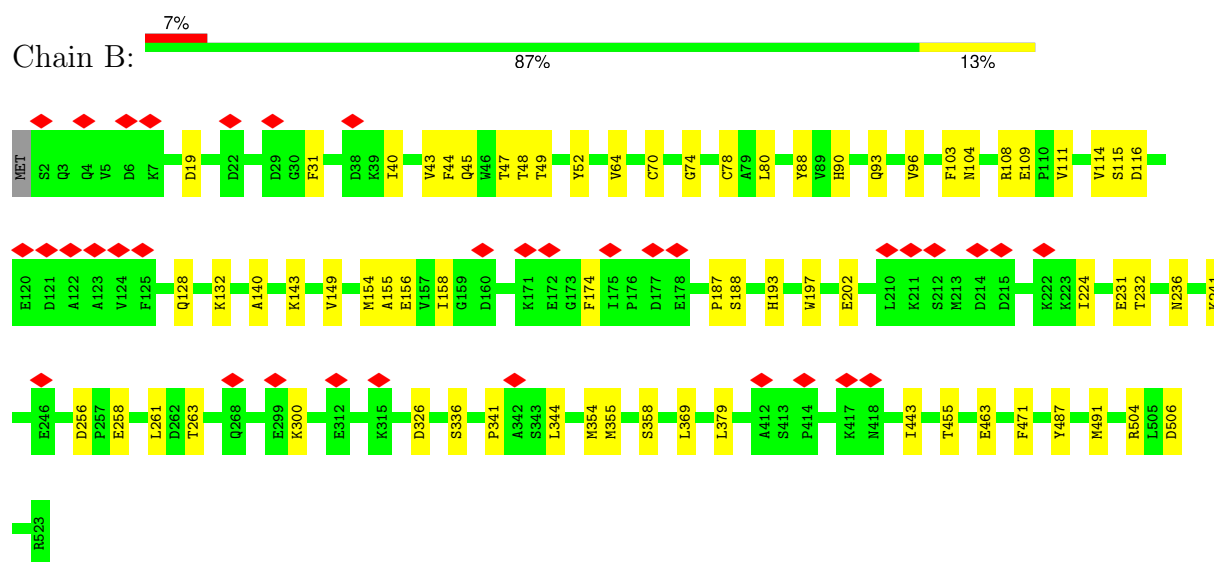 7%
Chain B:
87% 13%
MET S2 Q3 Q4 V5 D6 K7 D19 D22 D29 G30 F31 D38 K39 I40 V43 F44 Q45 W46 T47 T48 T49 Y52 V64 C70 G74 C78 A79 L80 Y88 V89 H90 Q93 V96 F103 N104 R108 E109 P110 V111 V114 S115 D116
E120 D121 A122 A123 V124 F125 Q128 K132 A140 K143 V149 M154 A155 E156 V157 I158 G159 D160 K171 E172 G173 F174 I175 P176 D177 E178 P187 S188 H193 W197 E202 L210 K211 S212 M213 D214 D215 K222 K223 I224 E231 T232 N236
E246 D256 P257 E258 L261 D262 T263 Q268 E299 K300 E312 K315 D326 S336 P341 A342 S343 L344 M354 M355 S358 L369 L379 A412 S413 P414 K417 N418 I443 T455 E463 F471 Y487 M491 R504 L505 D506
R523